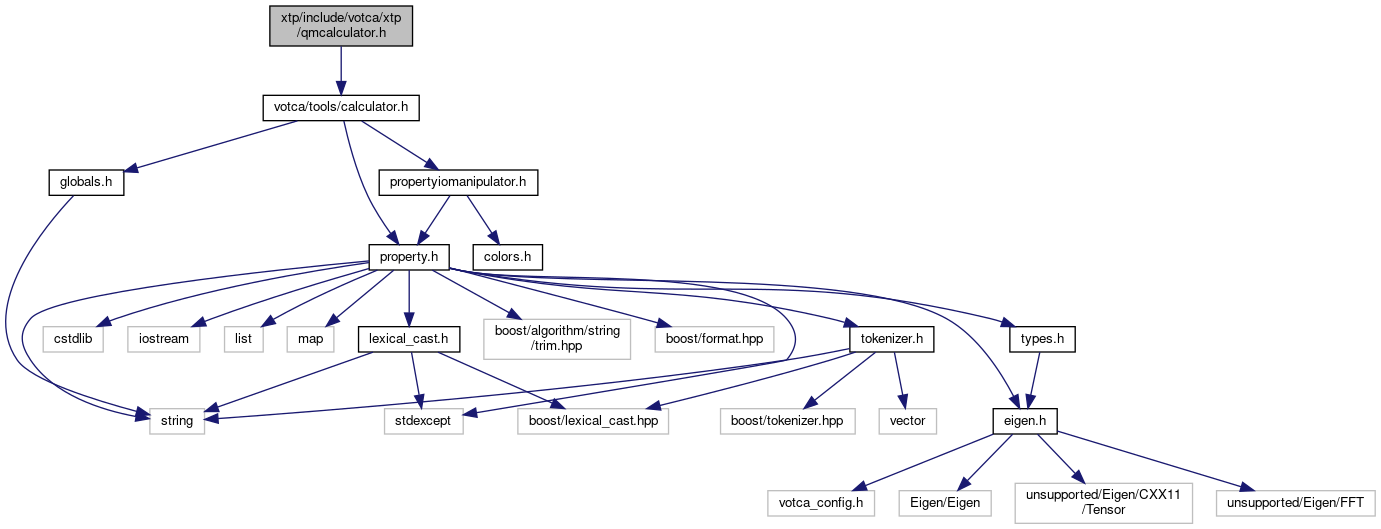 xtp/include/votca/xtp
/qmcalculator.h
votca/tools/calculator.h
globals.h
propertyiomanipulator.h
property.h
colors.h
cstdlib
iostream
list
map
lexical_cast.h
boost/algorithm/string
/trim.hpp
boost/format.hpp
tokenizer.h
types.h
string
stdexcept
boost/lexical_cast.hpp
boost/tokenizer.hpp
vector
eigen.h
votca_config.h
Eigen/Eigen
unsupported/Eigen/CXX11
/Tensor
unsupported/Eigen/FFT